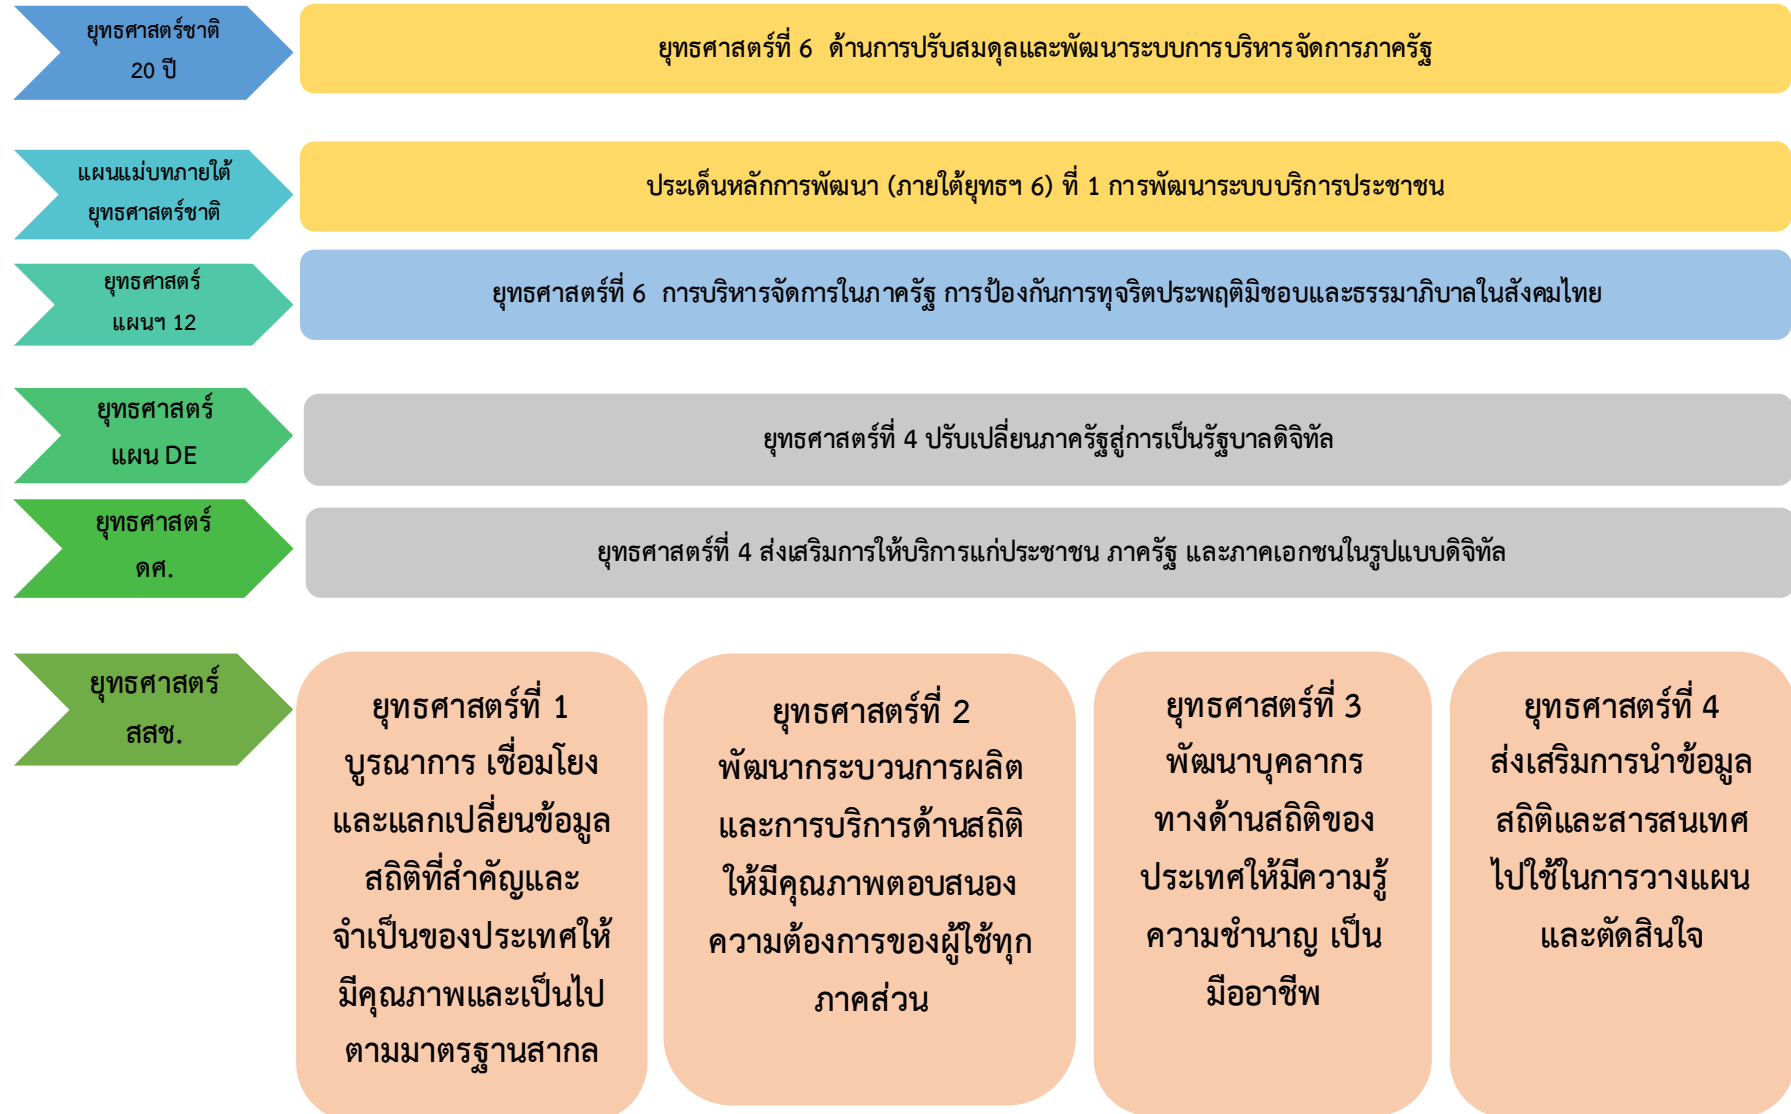 ยุทธศาสตร์ชาติ
20 ปี
ยุทธศาสตร์ที่ 6 ด้านการปรับสมดุลและพัฒนาระบบการบริหารจัดการภาครัฐ
แผนแม่บทภายใต้
ยุทธศาสตร์ชาติ
ประเด็นหลักการพัฒนา (ภายใต้ยุทธฯ 6) ที่ 1 การพัฒนาระบบบริการประชาชน
ยุทธศาสตร์
แผนฯ 12
ยุทธศาสตร์ที่ 6 การบริหารจัดการในภาครัฐ การป้องกันการทุจริตประพฤติมิชอบและธรรมาภิบาลในสังคมไทย
ยุทธศาสตร์
แผน DE
ยุทธศาสตร์ที่ 4 ปรับเปลี่ยนภาครัฐสู่การเป็นรัฐบาลดิจิทัล
ยุทธศาสตร์
ดศ.
ยุทธศาสตร์ที่ 4 ส่งเสริมการให้บริการแก่ประชาชน ภาครัฐ และภาคเอกชนในรูปแบบดิจิทัล
ยุทธศาสตร์
สสช.
ยุทธศาสตร์ที่ 1
บูรณาการ เชื่อมโยง
และแลกเปลี่ยนข้อมูล
สถิติที่สำคัญและ
จำเป็นของประเทศให้
มีคุณภาพและเป็นไป
ตามมาตรฐานสากล
ยุทธศาสตร์ที่ 2
พัฒนากระบวนการผลิต
และการบริการด้านสถิติ
ให้มีคุณภาพตอบสนอง
ความต้องการของผู้ใช้ทุก
ภาคส่วน
ยุทธศาสตร์ที่ 3
พัฒนาบุคลากร
ทางด้านสถิติของ
ประเทศให้มีความรู้
ความชำนาญ เป็น
มืออาชีพ
ยุทธศาสตร์ที่ 4
ส่งเสริมการนำข้อมูล
สถิติและสารสนเทศ
ไปใช้ในการวางแผน
และตัดสินใจ